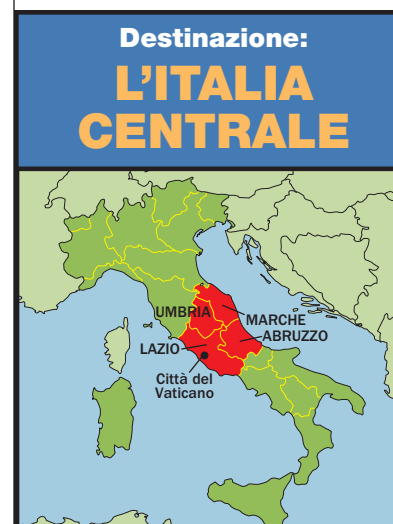 Destinazione:
L'ITALIA
CENTRALE
UMBRIA
MARCHE
ABRUZZO
LAZIO
Città del
Vaticano